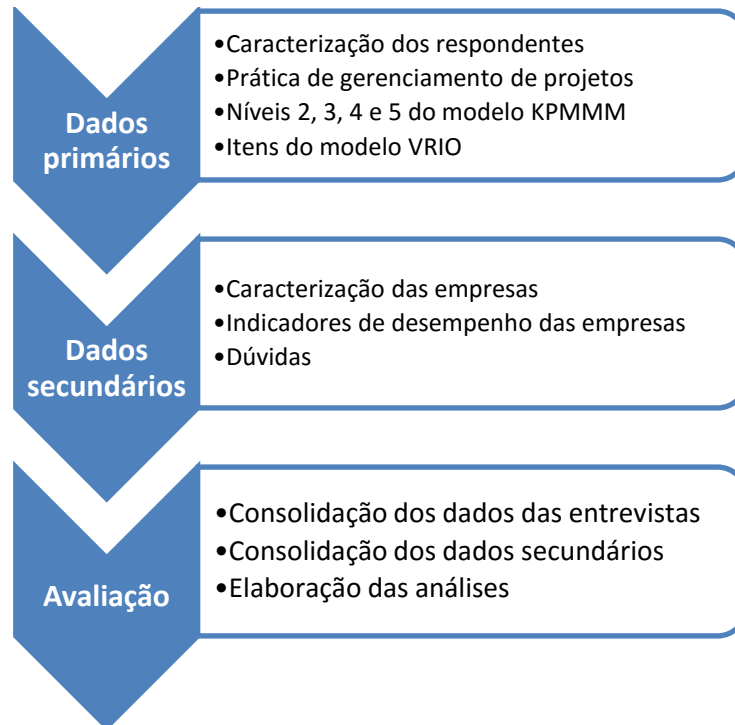 Dados
primários
•Caracterização dos respondentes
•Prática de gerenciamento de projetos
•Níveis 2, 3, 4 e 5 do modelo KPMMM
•Itens do modelo VRIO
Dados
secundários
•Caracterização das empresas
•Indicadores de desempenho das empresas
•Dúvidas
Avaliação
•Consolidação dos dados das entrevistas
•Consolidação dos dados secundários
•Elaboração das análises